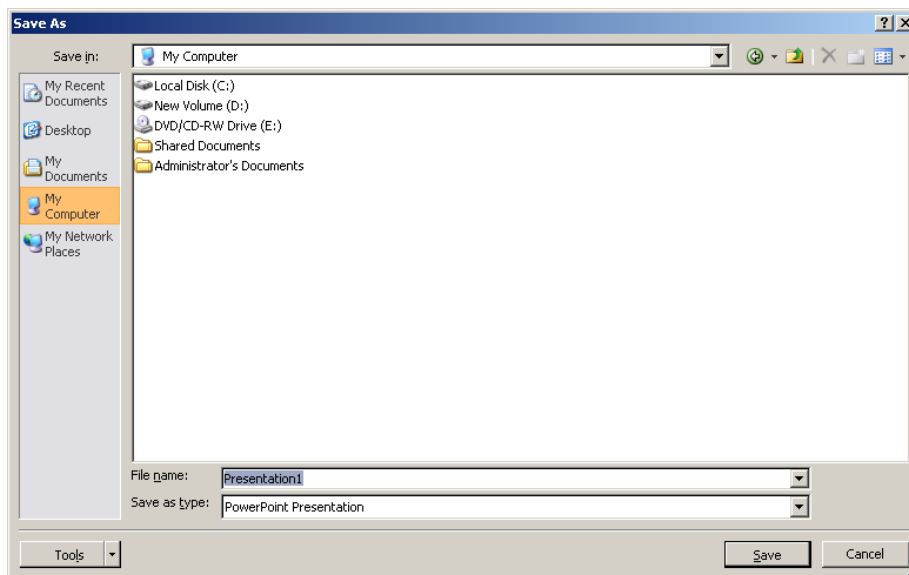 Save As
Save in:
My Computer
My Recent
Documents
Desktop
My
Documents
My
Computer
My Network
Places
Local Disk (C:)
New Volume (D:)
DVD/CD-RW Drive (E:)
Shared Documents
Administrator's Documents
File name:
Presentation1
Save as type:
PowerPoint Presentation
Tools
Save
Cancel